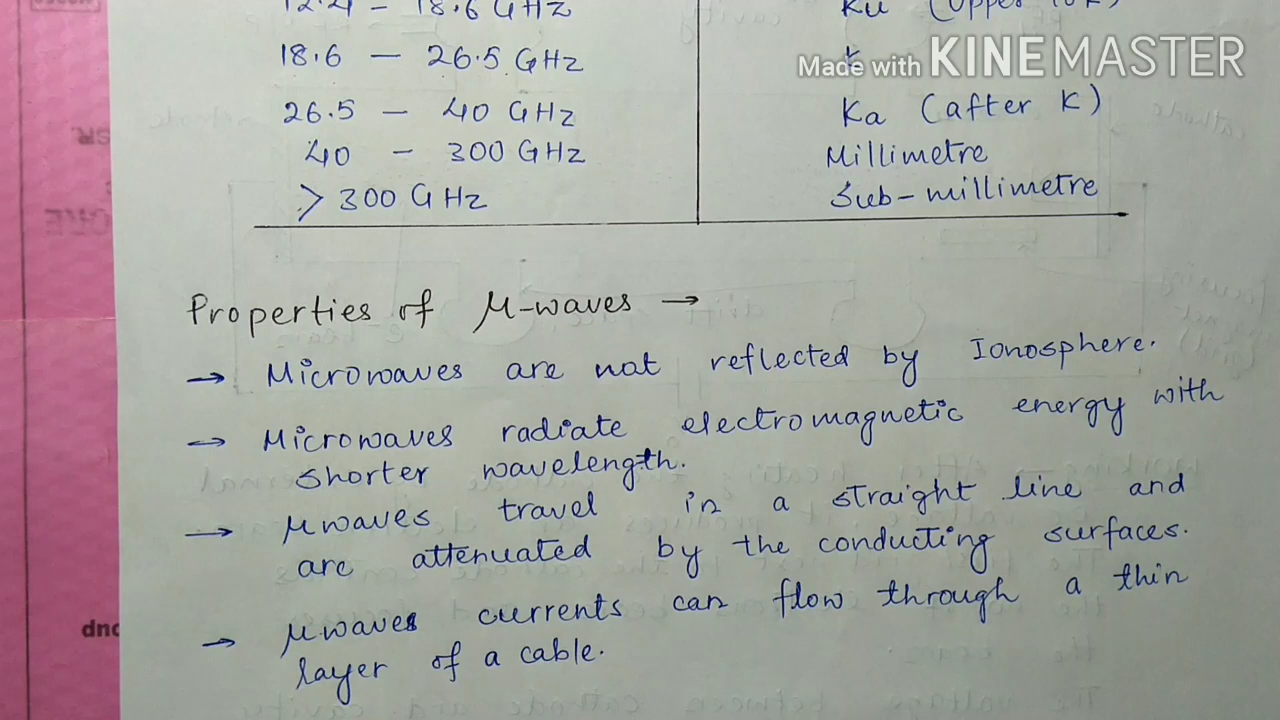 12.4 – 18.6 GHz Ku (Upper
18.6 — 26.5 GHz K
Made with KINEMASTER
26.5 – 40 GHz Ka (after K)
40 – 300 GHz Millimetre
> 300 GHz Sub-millimetre
Properties of μ-waves →
→ Microwaves are not reflected by Ionosphere.
→ Microwaves radiate electromagnetic energy with
shorter wavelength.
→ μwaves travel in a straight line and
are attenuated by the conducting surfaces.
→ μwaves currents can flow through a thin
layer of a cable.